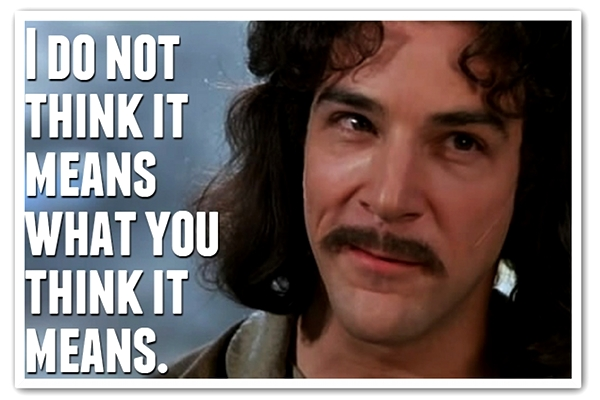 I DO NOT
THINK IT
MEANS
WHAT YOU
THINK IT
MEANS.